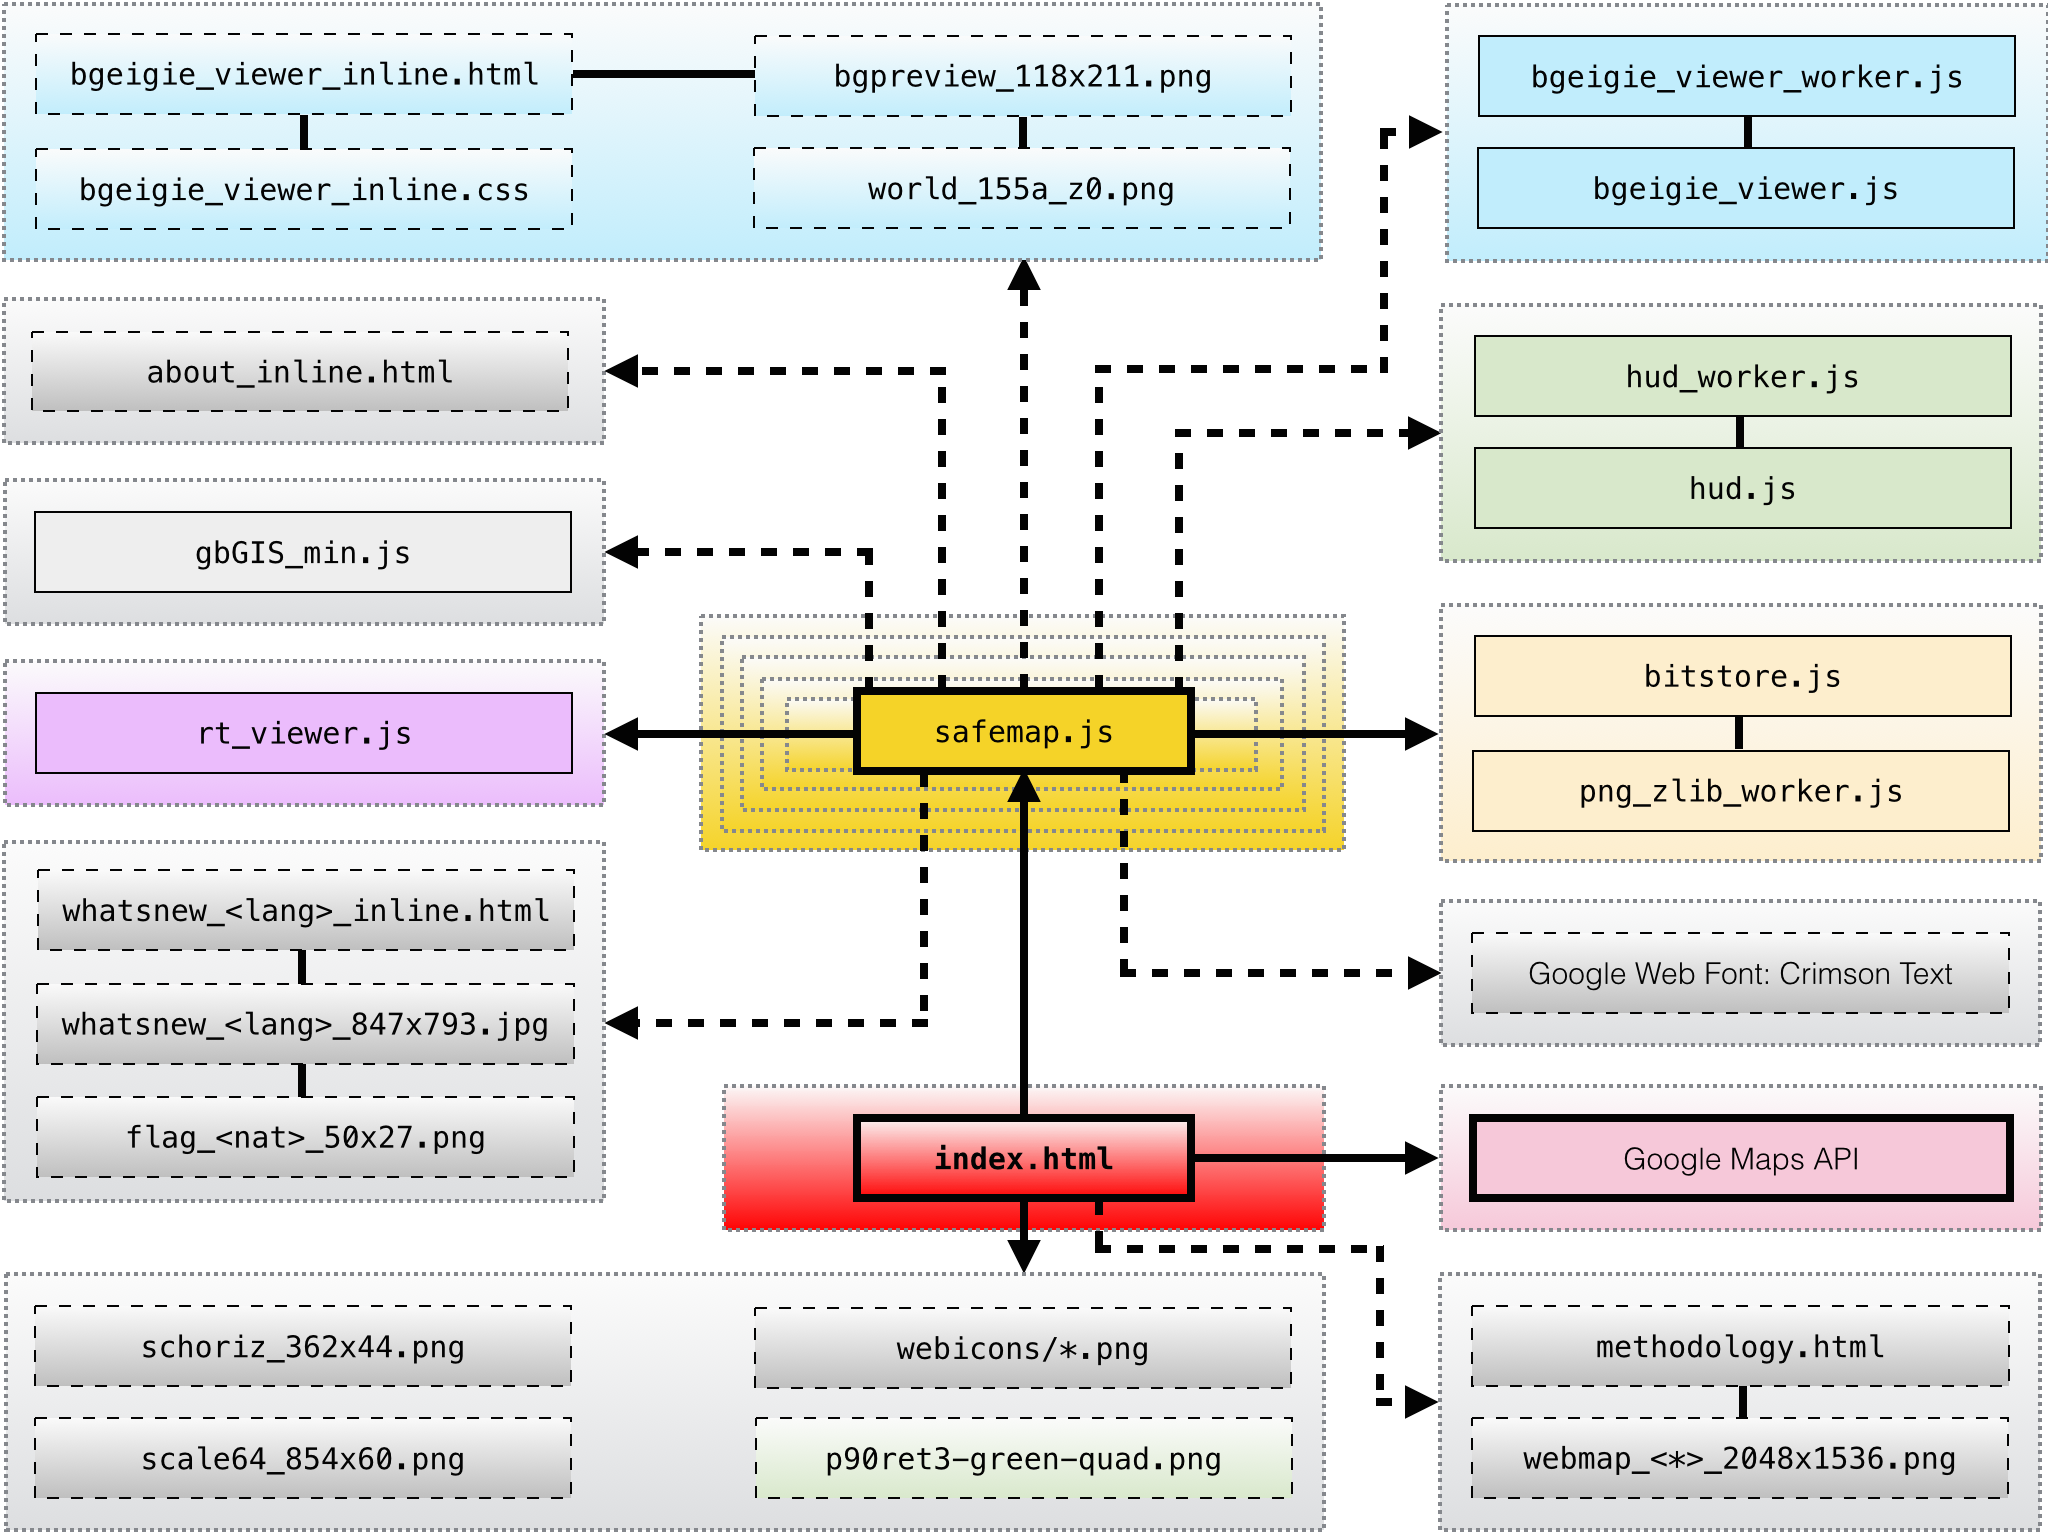 bgeigie_viewer_inline.html
bgpreview_118x211.png
bgeigie_viewer_worker.js
bgeigie_viewer_inline.css
world_155a_z0.png
bgeigie_viewer.js
about_inline.html
hud_worker.js
hud.js
gbGIS_min.js
rt_viewer.js
safemap.js
bitstore.js
png_zlib_worker.js
whatsnew_<lang>_inline.html
whatsnew_<lang>_847x793.jpg
flag_<nat>_50x27.png
Google Web Font: Crimson Text
index.html
Google Maps API
schoriz_362x44.png
webicons/*.png
methodology.html
scale64_854x60.png
p90ret3-green-quad.png
webmap_<*>_2048x1536.png